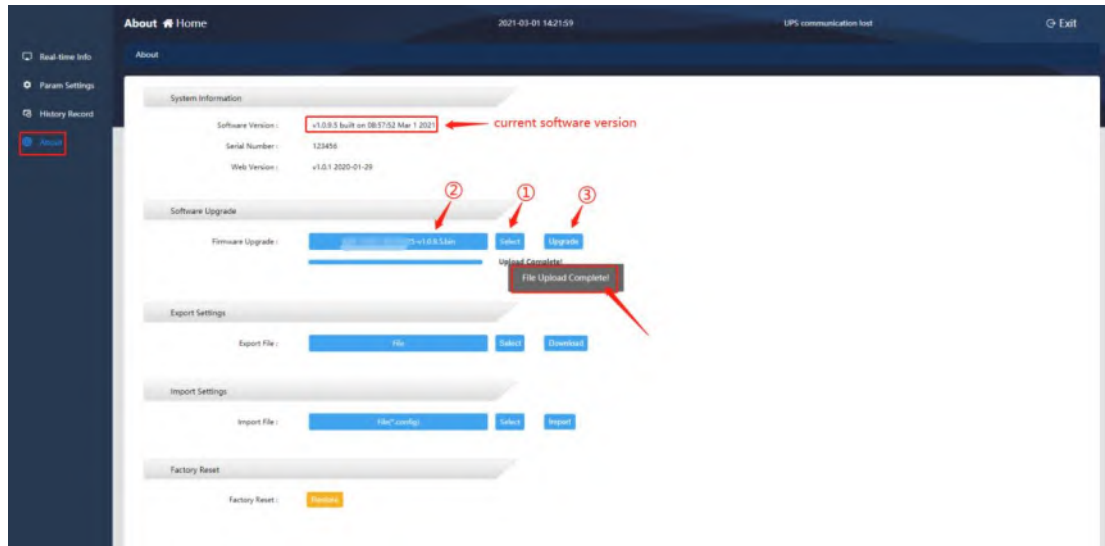 About Home 2021-03-01 14:21:59 UPS communication lost Exit
Real-time Info
About
Param Settings
History Record
About
System Information
Software Version : v1.0.9.5 built on 08:57:52 Mar 1 2021 current software version
Serial Number : 123456
Web Version : v1.0.1 2020-01-29
② ① ③
Software Upgrade
Firmware Upgrade : Select Upgrade
Upload Complete!
File Upload Complete!
Export Settings
Export File : File Select Download
Import Settings
Import File : File(*.config) Select Import
Factory Reset
Factory Reset : Restore